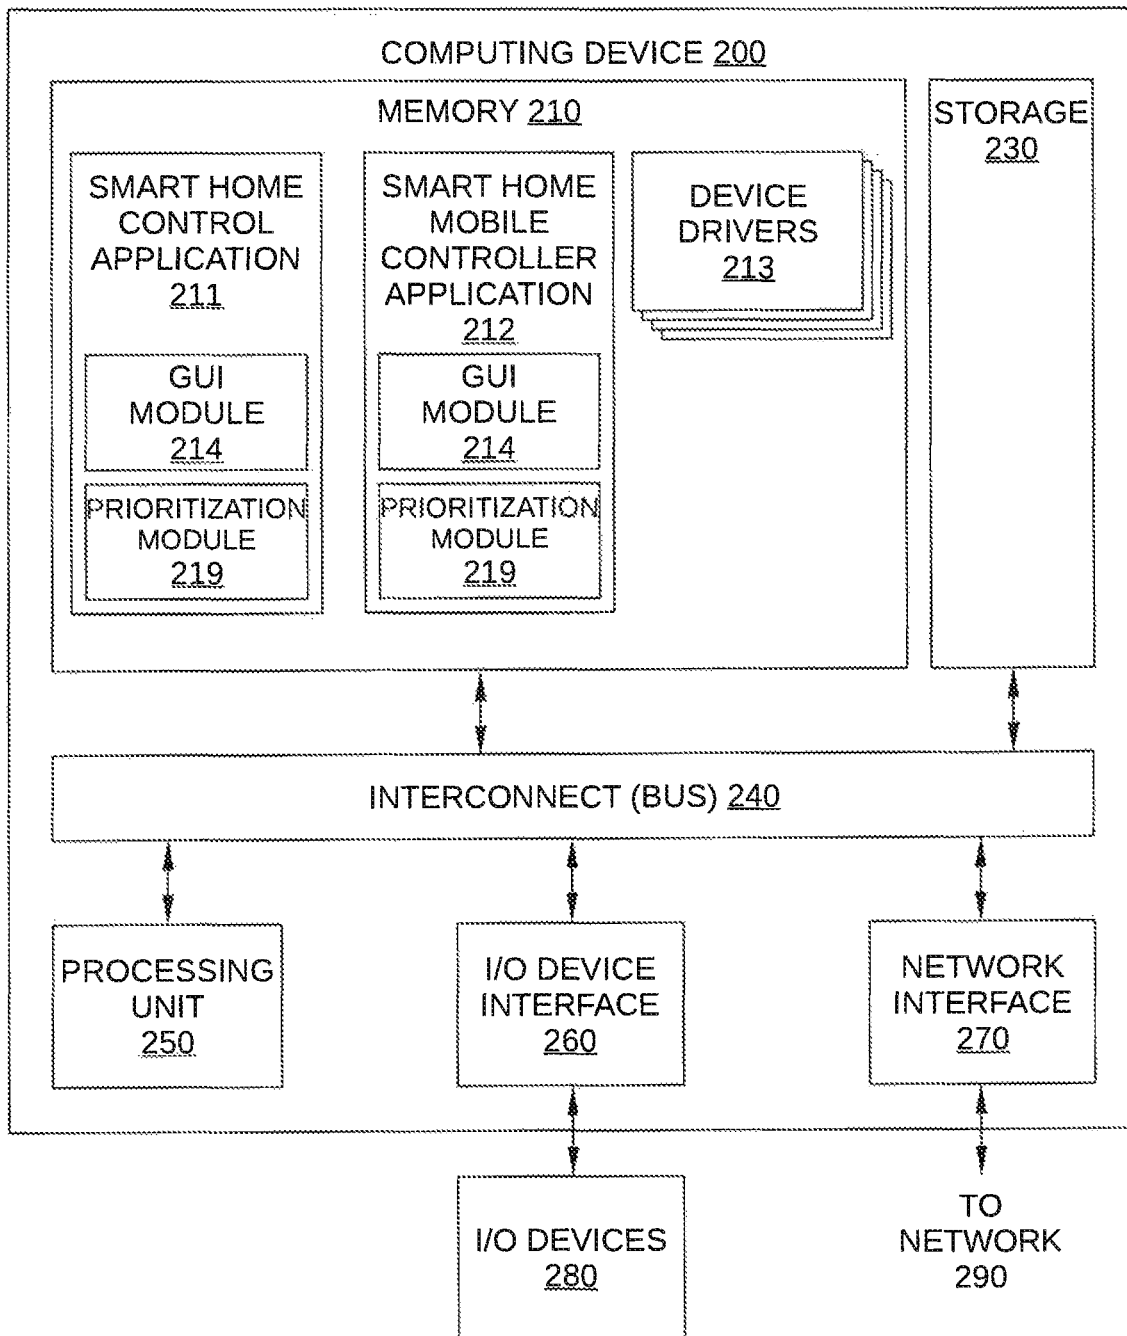 COMPUTING DEVICE 200
MEMORY 210
SMART HOME
CONTROL
APPLICATION
211
GUI
MODULE
214
PRIORITIZATION
MODULE
219
SMART HOME
MOBILE
CONTROLLER
APPLICATION
212
GUI
MODULE
214
PRIORITIZATION
MODULE
219
DEVICE
DRIVERS
213
STORAGE
230
INTERCONNECT (BUS) 240
PROCESSING
UNIT
250
I/O DEVICE
INTERFACE
260
NETWORK
INTERFACE
270
I/O DEVICES
280
TO
NETWORK
290